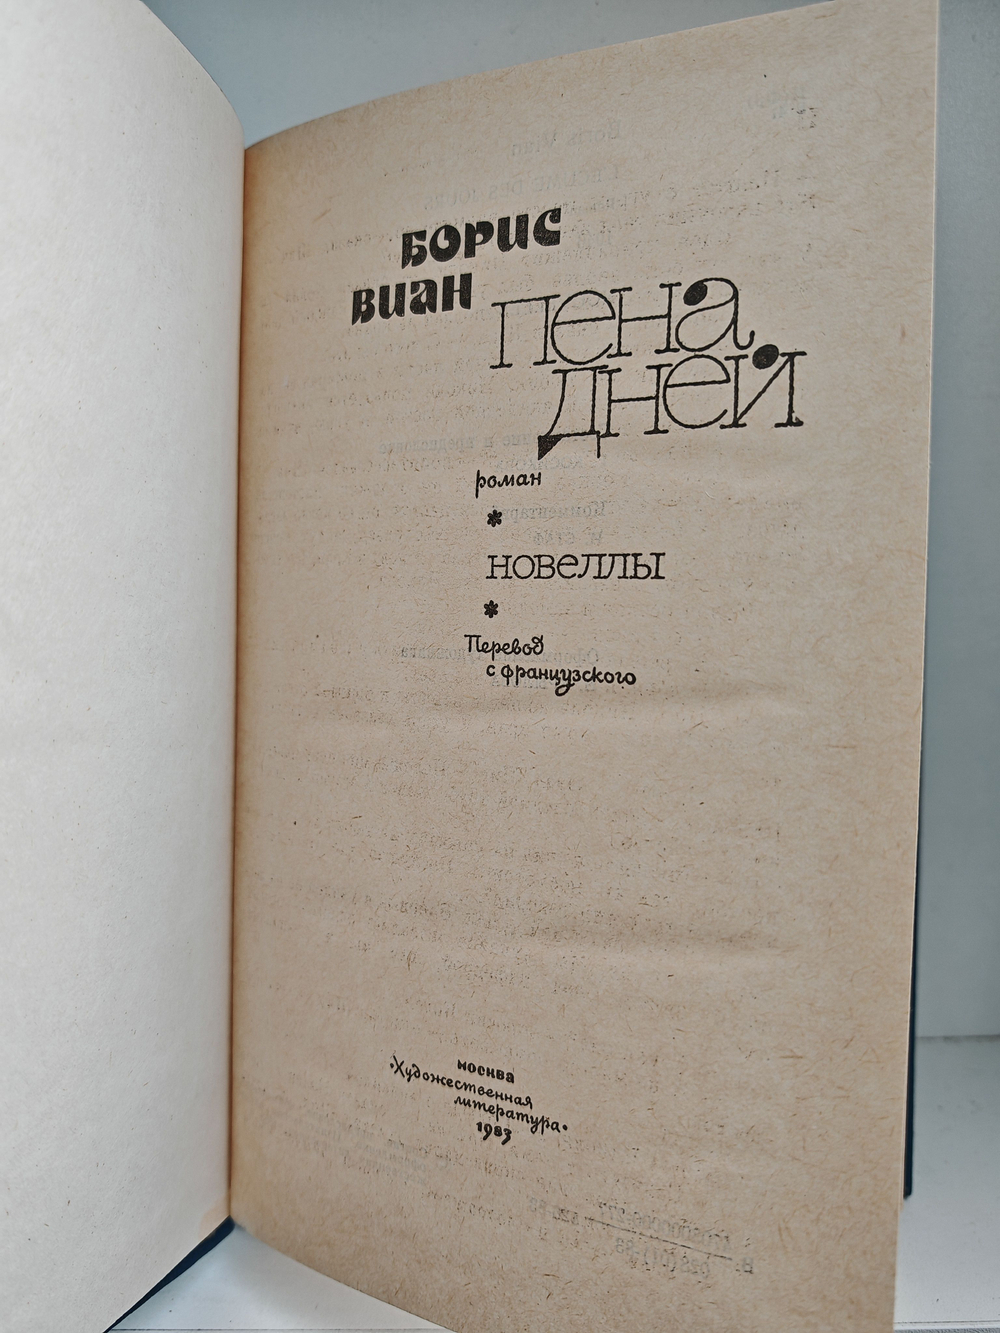 БОРИС
ВИАН
ПЕНА
ДНЕЙ
роман
*
НОВЕЛЛЫ
*
Перевод
с французского
МОСКВА
«Художественная
литература»
1983